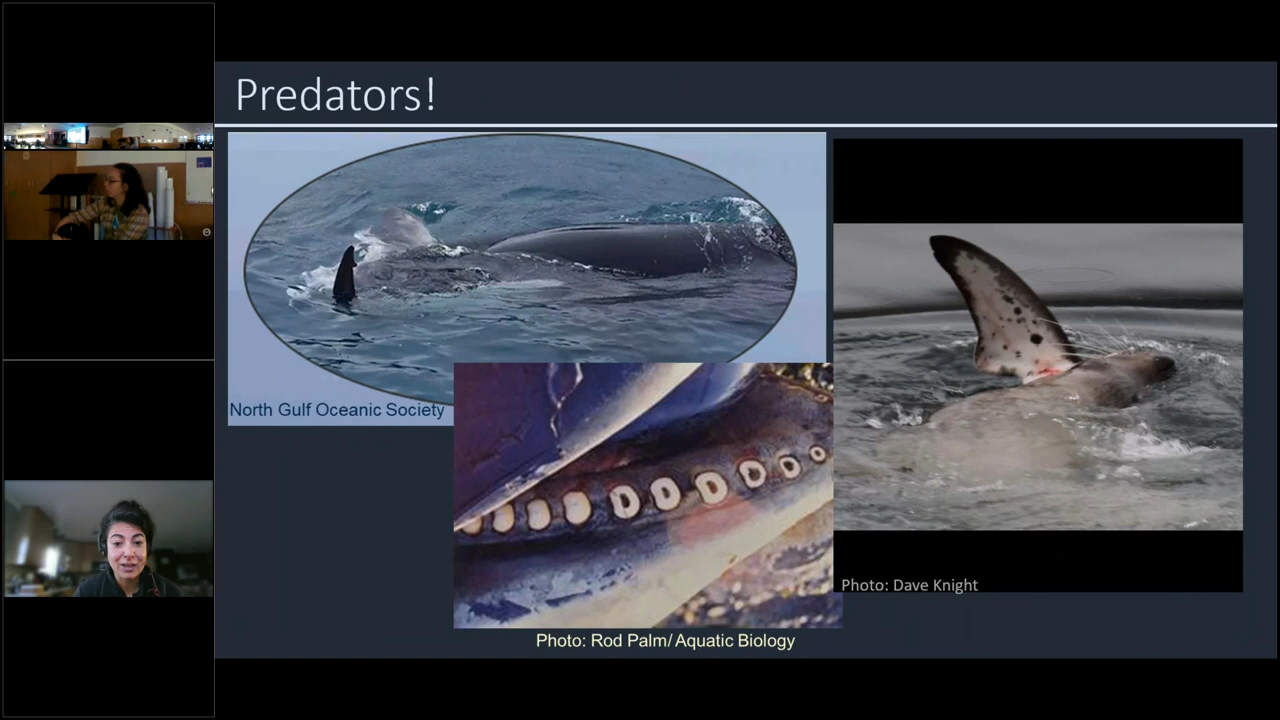 Predators!
North Gulf Oceanic Society
Photo: Dave Knight
Photo: Rod Palm/Aquatic Biology